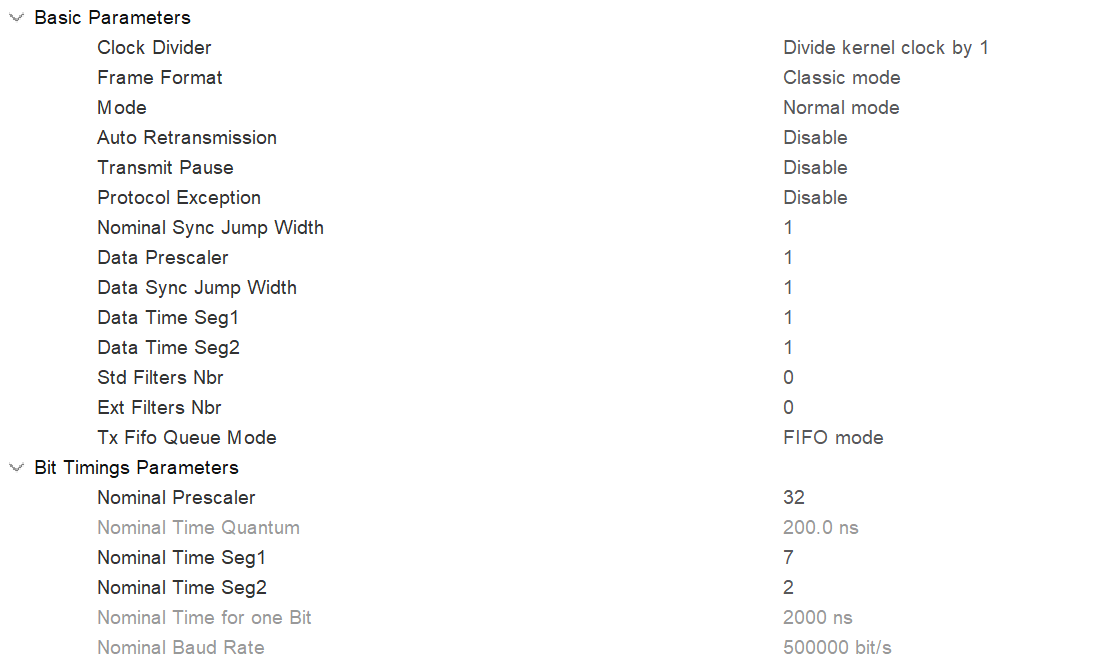 Basic Parameters
Clock Divider Divide kernel clock by 1
Frame Format Classic mode
Mode Normal mode
Auto Retransmission Disable
Transmit Pause Disable
Protocol Exception Disable
Nominal Sync Jump Width 1
Data Prescaler 1
Data Sync Jump Width 1
Data Time Seg1 1
Data Time Seg2 1
Std Filters Nbr 0
Ext Filters Nbr 0
Tx Fifo Queue Mode FIFO mode
Bit Timings Parameters
Nominal Prescaler 32
Nominal Time Quantum 200.0 ns
Nominal Time Seg1 7
Nominal Time Seg2 2
Nominal Time for one Bit 2000 ns
Nominal Baud Rate 500000 bit/s